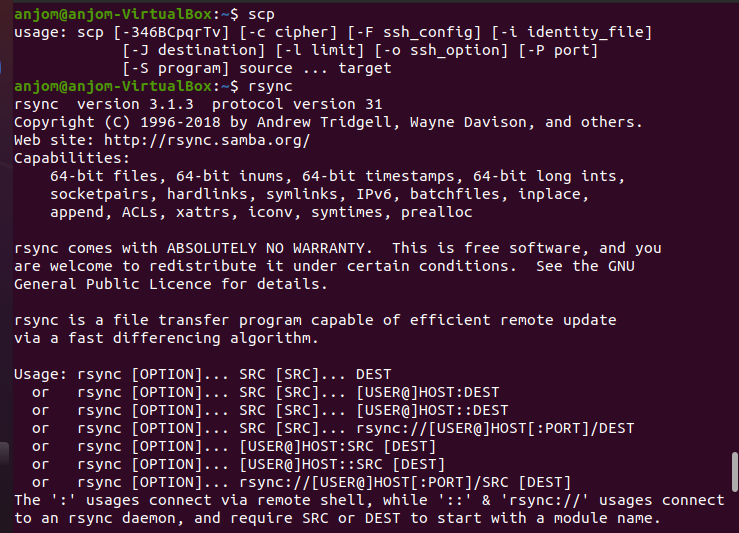 anjom@anjom-VirtualBox:~$ scp
usage: scp [-346BCpqrTv] [-c cipher] [-F ssh_config] [-i identity_file]
            [-J destination] [-l limit] [-o ssh_option] [-P port]
            [-S program] source ... target
anjom@anjom-VirtualBox:~$ rsync
rsync  version 3.1.3  protocol version 31
Copyright (C) 1996-2018 by Andrew Tridgell, Wayne Davison, and others.
Web site: http://rsync.samba.org/
Capabilities:
    64-bit files, 64-bit inums, 64-bit timestamps, 64-bit long ints,
    socketpairs, hardlinks, symlinks, IPv6, batchfiles, inplace,
    append, ACLs, xattrs, iconv, symtimes, prealloc

rsync comes with ABSOLUTELY NO WARRANTY.  This is free software, and you
are welcome to redistribute it under certain conditions.  See the GNU
General Public Licence for details.

rsync is a file transfer program capable of efficient remote update
via a fast differencing algorithm.

Usage: rsync [OPTION]... SRC [SRC]... DEST
  or   rsync [OPTION]... SRC [SRC]... [USER@]HOST:DEST
  or   rsync [OPTION]... SRC [SRC]... [USER@]HOST::DEST
  or   rsync [OPTION]... SRC [SRC]... rsync://[USER@]HOST[:PORT]/DEST
  or   rsync [OPTION]... [USER@]HOST:SRC [DEST]
  or   rsync [OPTION]... [USER@]HOST::SRC [DEST]
  or   rsync [OPTION]... rsync://[USER@]HOST[:PORT]/SRC [DEST]
The ':' usages connect via remote shell, while '::' & 'rsync://' usages connect
to an rsync daemon, and require SRC or DEST to start with a module name.